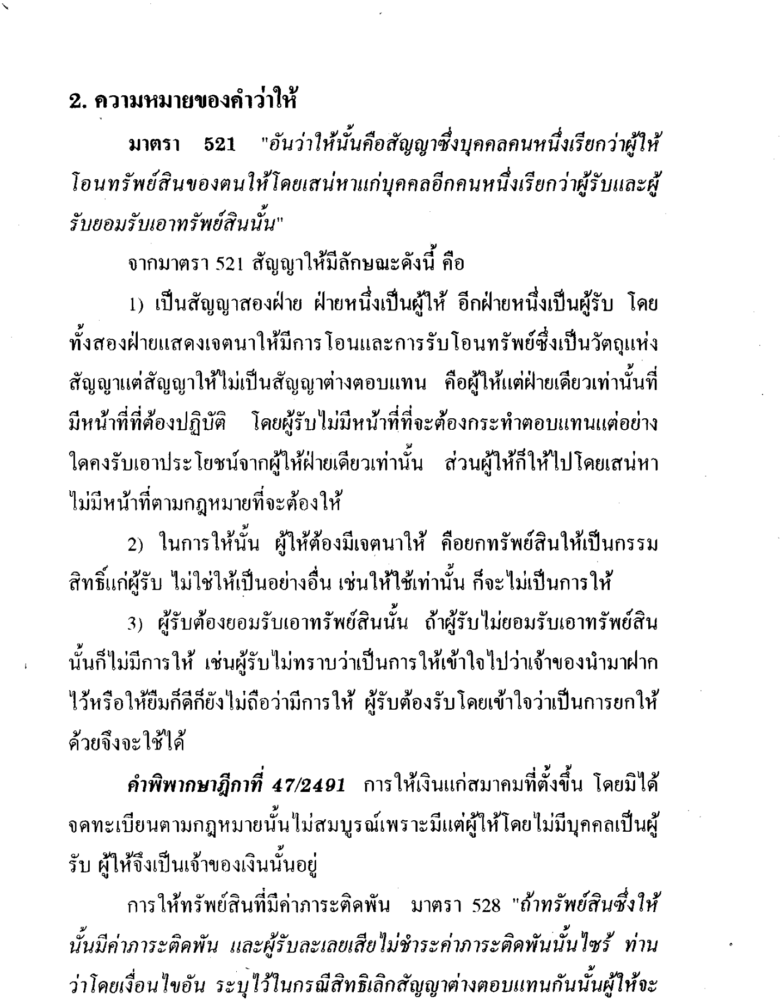 2. ความหมายของคำว่าให้
มาตรา 521 "อันว่าให้นั้นคือสัญญาซึ่งบุคคลคนหนึ่งเรียกว่าผู้ให้
โอนทรัพย์สินของตนให้โดยเสน่หาแก่บุคคลอีกคนหนึ่งเรียกว่าผู้รับและผู้
รับยอมรับเอาทรัพย์สินนั้น"
จากมาตรา 521 สัญญาให้มีลักษณะดังนี้ คือ
1) เป็นสัญญาสองฝ่าย ฝ่ายหนึ่งเป็นผู้ให้ อีกฝ่ายหนึ่งเป็นผู้รับ โดย
ทั้งสองฝ่ายแสดงเจตนาให้มีการโอนและการรับโอนทรัพย์ซึ่งเป็นวัตถุแห่ง
สัญญาแต่สัญญาให้ไม่เป็นสัญญาต่างตอบแทน คือผู้ให้แต่ฝ่ายเดียวเท่านั้นที่
มีหน้าที่ที่ต้องปฏิบัติ โดยผู้รับไม่มีหน้าที่ที่จะต้องกระทำตอบแทนแต่อย่าง
ใดคงรับเอาประโยชน์จากผู้ให้ฝ่ายเดียวเท่านั้น ส่วนผู้ให้ก็ให้ไปโดยเสน่หา
ไม่มีหน้าที่ตามกฎหมายที่จะต้องให้
2) ในการให้นั้น ผู้ให้ต้องมีเจตนาให้ คือยกทรัพย์สินให้เป็นกรรม
สิทธิ์แก่ผู้รับ ไม่ใช่ให้เป็นอย่างอื่น เช่นให้ใช้เท่านั้น ก็จะไม่เป็นการให้
3) ผู้รับต้องยอมรับเอาทรัพย์สินนั้น ถ้าผู้รับไม่ยอมรับเอาทรัพย์สิน
นั้นก็ไม่มีการให้ เช่นผู้รับไม่ทราบว่าเป็นการให้เข้าใจไปว่าเจ้าของนำมาฝาก
ไว้หรือให้ยืมก็ดีก็ยังไม่ถือว่ามีการให้ ผู้รับต้องรับโดยเข้าใจว่าเป็นการยกให้
ด้วยจึงจะใช้ได้
คำพิพากษาฎีกาที่ 47/2491 การให้เงินแก่สมาคมที่ตั้งขึ้น โดยมิได้
จดทะเบียนตามกฎหมายนั้นไม่สมบูรณ์เพราะมีแต่ผู้ให้โดยไม่มีบุคคลเป็นผู้
รับ ผู้ให้จึงเป็นเจ้าของเงินนั้นอยู่
การให้ทรัพย์สินที่มีค่าภาระติดพัน มาตรา 528 "ถ้าทรัพย์สินซึ่งให้
นั้นมีค่าภาระติดพัน และผู้รับละเลยเสียไม่ชำระค่าภาระติดพันนั้นไซร้ ท่าน
ว่าโดยเงื่อนไขอัน ระบุไว้ในกรณีสิทธิเลิกสัญญาต่างตอบแทนกันนั้นผู้ให้จะ